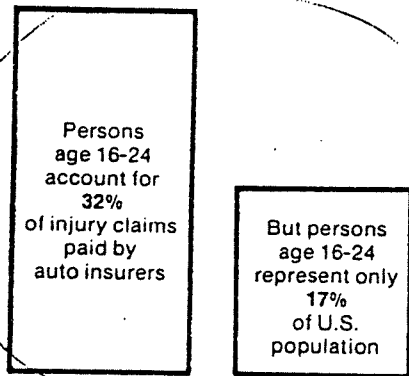 Persons
age 16-24
account for
32%
of injury claims
paid by
auto insurers
But persons
age 16-24
represent only
17%
of U.S.
population